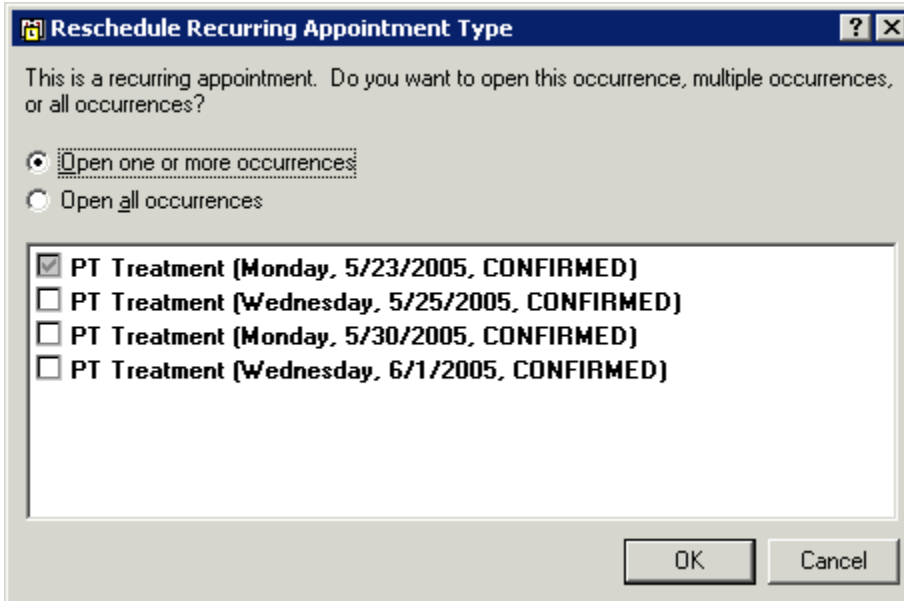 Reschedule Recurring Appointment Type
This is a recurring appointment. Do you want to open this occurrence, multiple occurrences,
or all occurrences?
Open one or more occurrences
Open all occurrences
PT Treatment (Monday, 5/23/2005, CONFIRMED)
PT Treatment (Wednesday, 5/25/2005, CONFIRMED)
PT Treatment (Monday, 5/30/2005, CONFIRMED)
PT Treatment (Wednesday, 6/1/2005, CONFIRMED)
OK Cancel